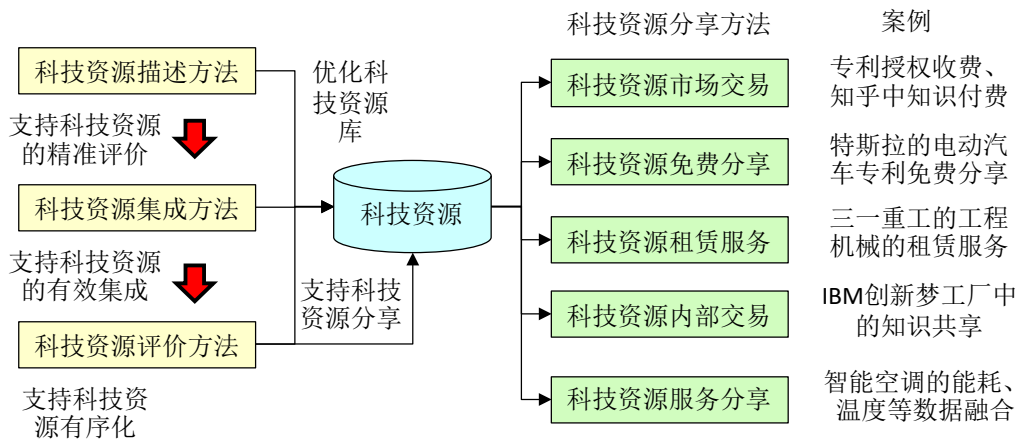 科技资源分享方法
案例
科技资源描述方法
支持科技资源
的精准评价
科技资源集成方法
支持科技资源
的有效集成
科技资源评价方法
支持科技资
源有序化
优化科
技资源
库
科技资源
支持科技
资源分享
科技资源市场交易
专利授权收费、
知乎中知识付费
科技资源免费分享
特斯拉的电动汽
车专利免费分享
科技资源租赁服务
三一重工的工程
机械的租赁服务
科技资源内部交易
IBM创新梦工厂中
的知识共享
科技资源服务分享
智能空调的能耗、
温度等数据融合